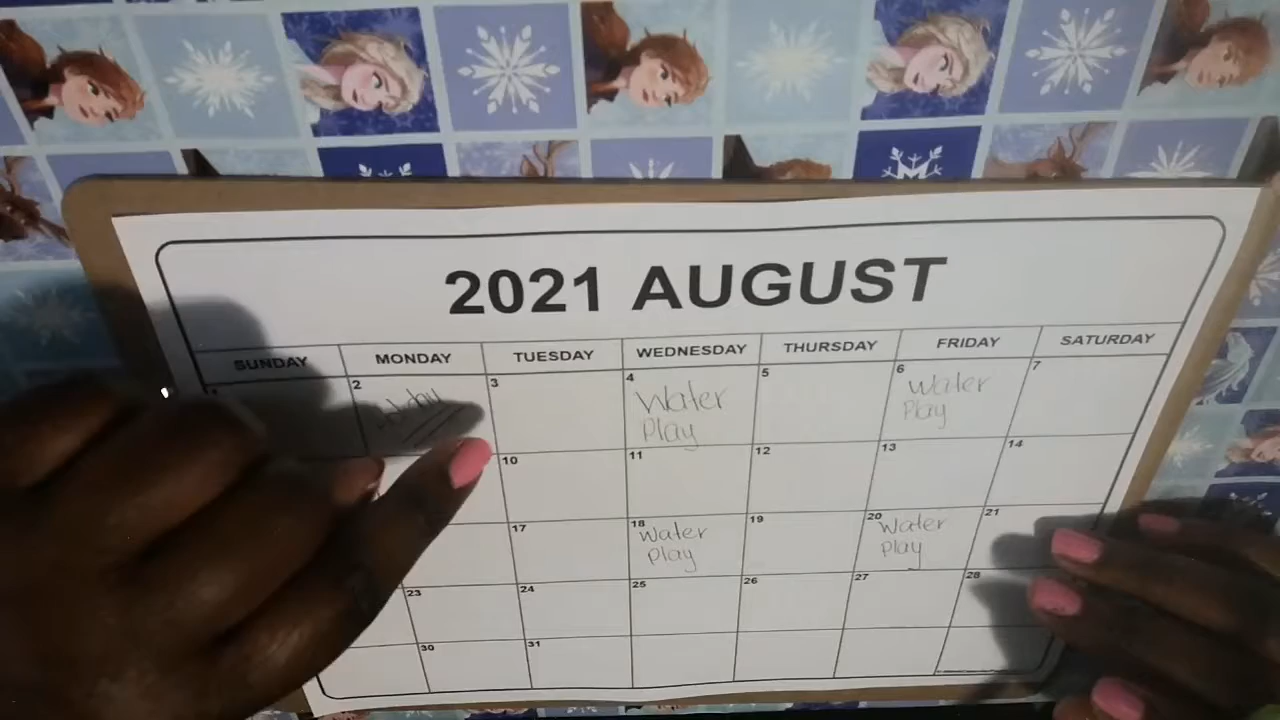 2021 AUGUST
SUNDAY MONDAY TUESDAY WEDNESDAY THURSDAY FRIDAY SATURDAY
2 3 4 5 6 7
Water Play
Water Play
10 11 12 13 14
17 18 19 20 21
Water Play
Water Play
23 24 25 26 27 28
30 31